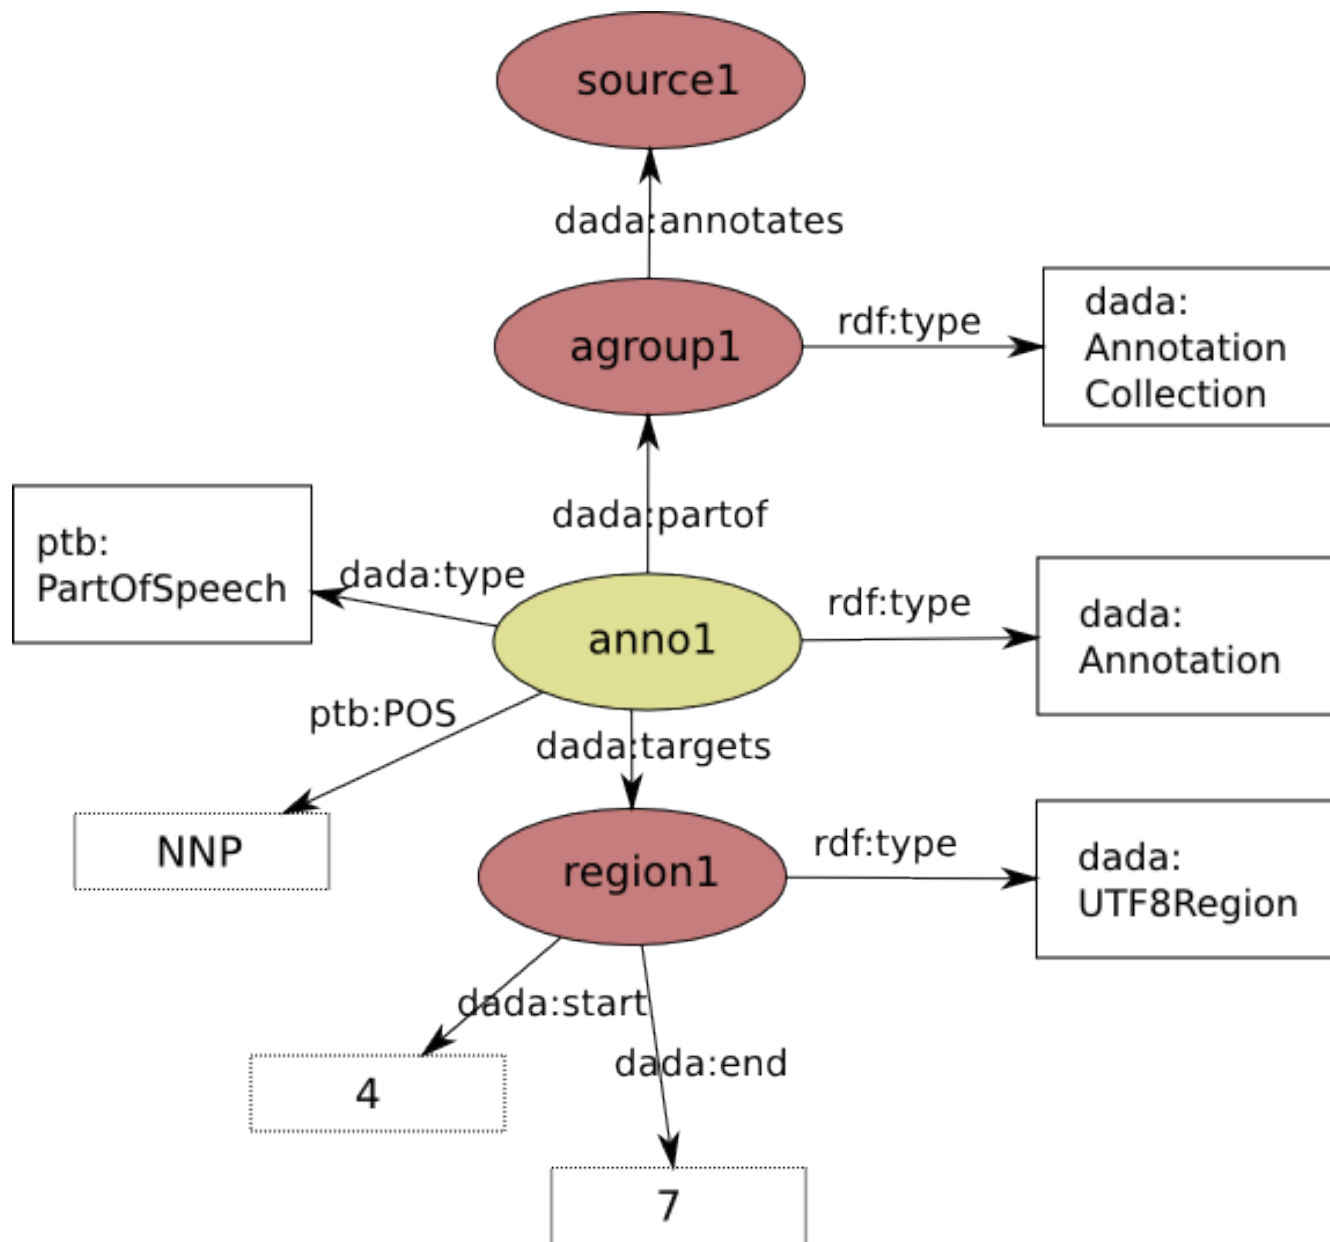 source1
dada:annotates
agroup1
rdf:type
dada:
Annotation
Collection
dada:partof
ptb:
PartOfSpeech
dada:type
anno1
rdf:type
dada:
Annotation
ptb:POS
dada:targets
NNP
region1
rdf:type
dada:
UTF8Region
dada:start
4
dada:end
7